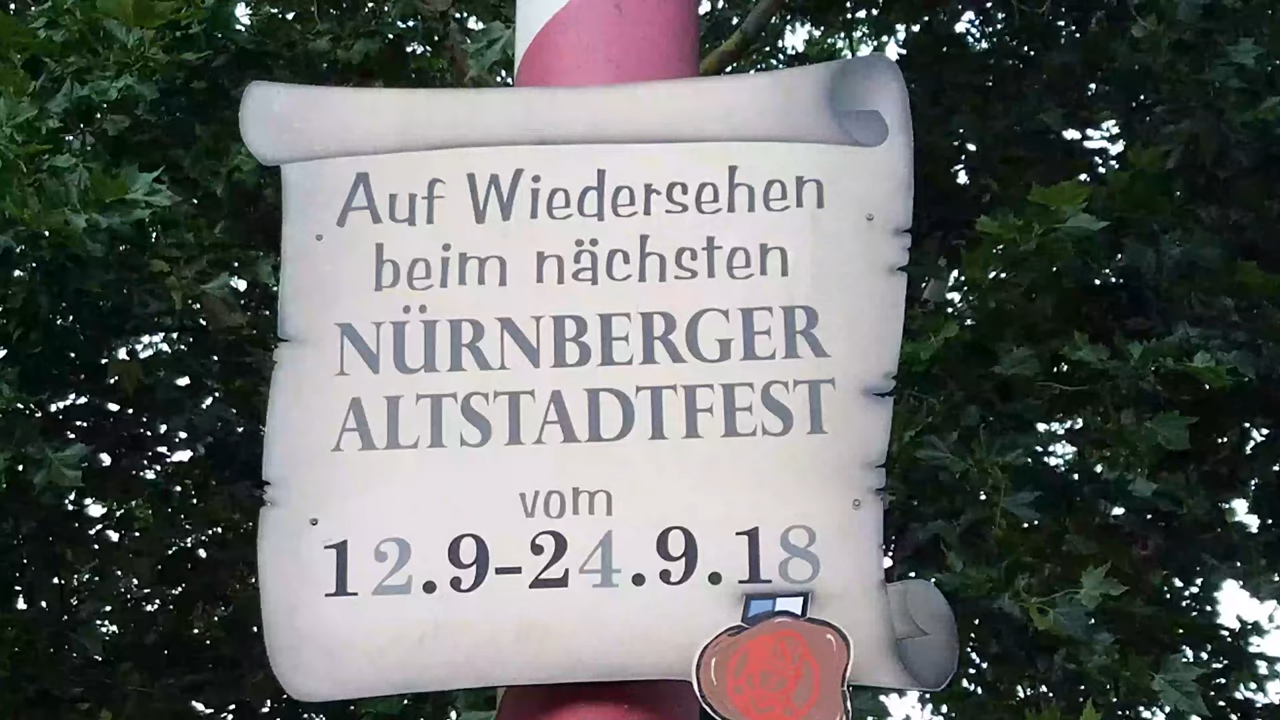 Auf Wiedersehen
beim nächsten
NÜRNBERGER
ALTSTADTFEST
vom
12.9-24.9.18